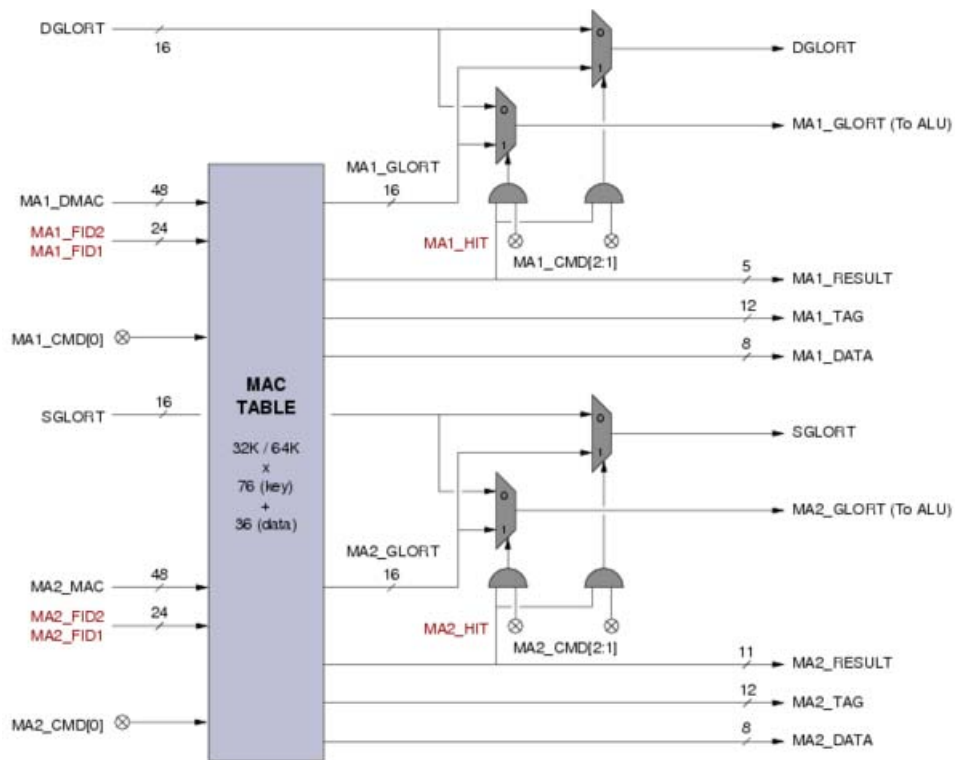 DGLORT
16
0
1
DGLORT
0
1
MA1_GLORT (To ALU)
MA1_GLORT
16
MA1_DMAC
48
MA1_FID2
MA1_FID1
24
MA1_HIT
MA1_CMD[2:1]
5
MA1_RESULT
12
MA1_TAG
8
MA1_DATA
MA1_CMD[0]
MAC
TABLE
32K / 64K
x
76 (key)
+
36 (data)
SGLORT
16
0
1
SGLORT
0
1
MA2_GLORT (To ALU)
MA2_GLORT
16
MA2_MAC
48
MA2_FID2
MA2_FID1
24
MA2_HIT
MA2_CMD[2:1]
11
MA2_RESULT
12
MA2_TAG
8
MA2_DATA
MA2_CMD[0]